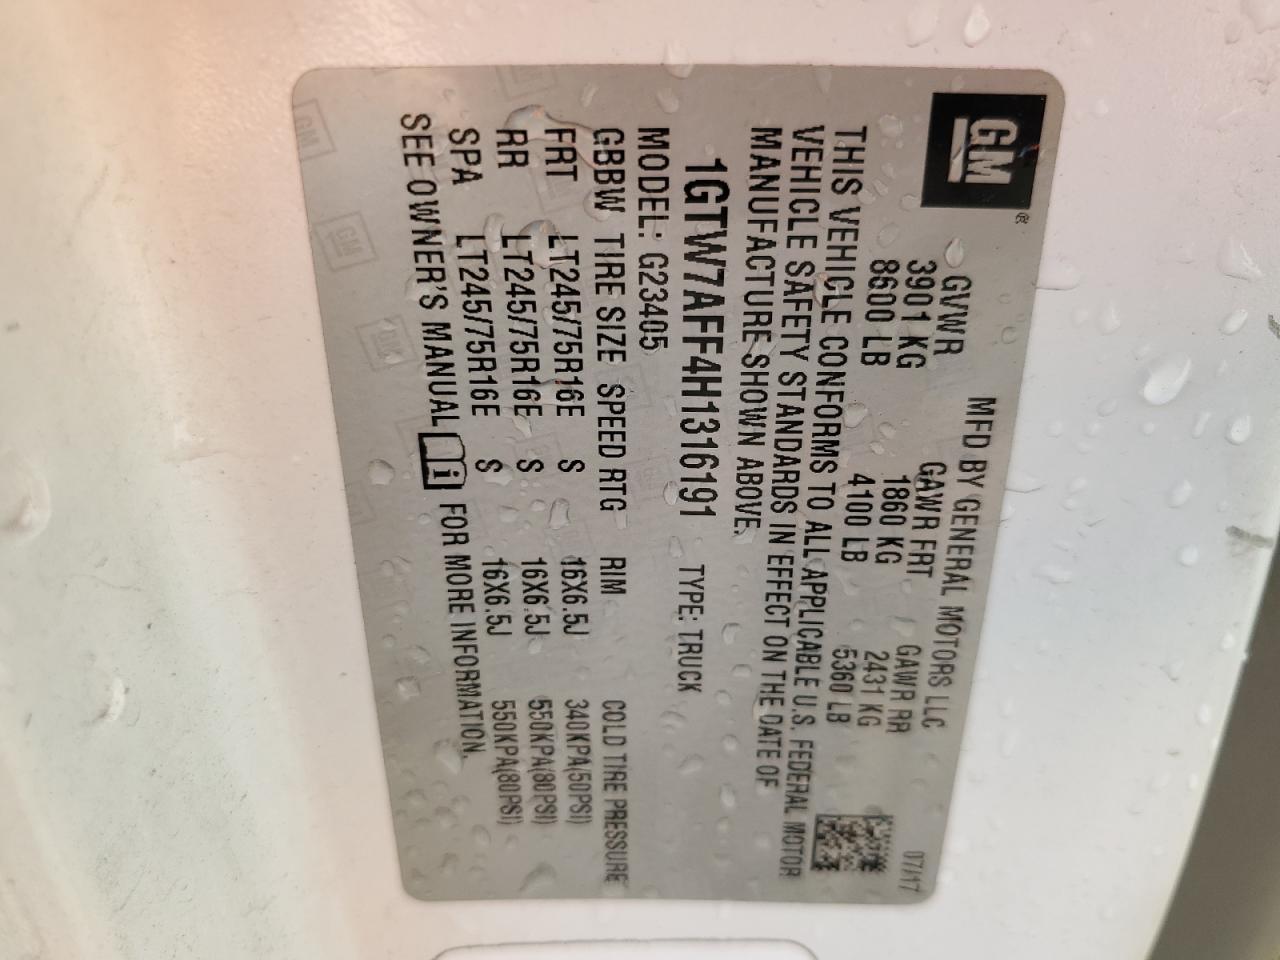 GM®
MFD BY GENERAL MOTORS LLC 07/17
GVWR GAWR FRT GAWR RR
3901 KG 1860 KG 2431 KG
8600 LB 4100 LB 5360 LB
THIS VEHICLE CONFORMS TO ALL APPLICABLE U.S. FEDERAL MOTOR
VEHICLE SAFETY STANDARDS IN EFFECT ON THE DATE OF
MANUFACTURE SHOWN ABOVE.
1GTW7AFF4H1316191 TYPE: TRUCK
MODEL: G23405
GBBW TIRE SIZE SPEED RTG RIM COLD TIRE PRESSURE
FRT LT245/75R16E S 16X6.5J 340KPA(50PSI)
RR LT245/75R16E S 16X6.5J 550KPA(80PSI)
SPA LT245/75R16E S 16X6.5J 550KPA(80PSI)
SEE OWNER'S MANUAL i FOR MORE INFORMATION.